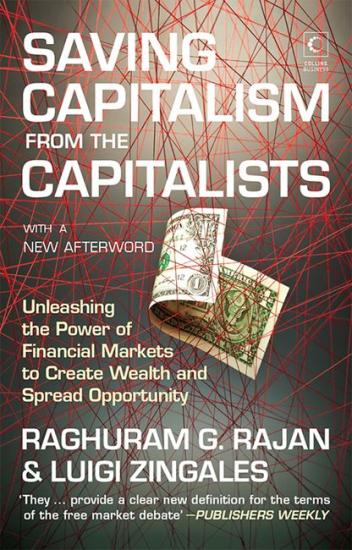 SAVING
CAPITALISM
FROM THE
CAPITALISTS
COLLINS
BUSINESS
WITH A
NEW AFTERWORD
Unleashing
the Power of
Financial Markets
to Create Wealth and
Spread Opportunity
RAGHURAM G. RAJAN
& LUIGI ZINGALES
‘They ... provide a clear new definition for the terms
of the free market debate’ –PUBLISHERS WEEKLY